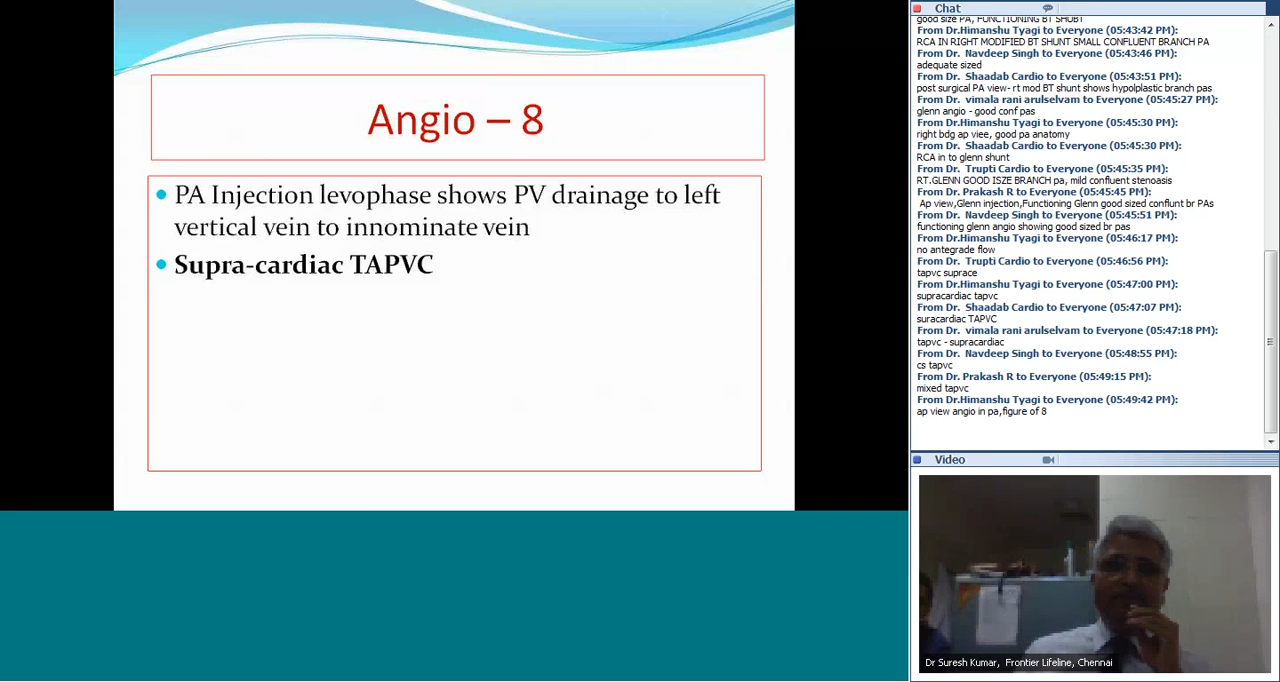 Angio – 8
PA Injection levophase shows PV drainage to left
vertical vein to innominate vein
Supra-cardiac TAPVC
Chat
good size PA, FUNCTIONING BT SHUBT
From Dr.Himanshu Tyagi to Everyone (05:43:42 PM):
RCA IN RIGHT MODIFIED BT SHUNT SMALL CONFLUENT BRANCH PA
From Dr. Navdeep Singh to Everyone (05:43:46 PM):
adequate sized
From Dr. Shaadab Cardio to Everyone (05:43:51 PM):
post surgical PA view- rt mod BT shunt shows hypolplastic branch pas
From Dr. vimala rani arulselvam to Everyone (05:45:27 PM):
glenn angio - good conf pas
From Dr.Himanshu Tyagi to Everyone (05:45:30 PM):
right bdg ap viee, good pa anatomy
From Dr. Shaadab Cardio to Everyone (05:45:30 PM):
RCA in to glenn shunt
From Dr. Trupti Cardio to Everyone (05:45:35 PM):
RT.GLENN GOOD ISZE BRANCH pa, mild confluent stenoasis
From Dr. Prakash R to Everyone (05:45:45 PM):
Ap view,Glenn injection,Functioning Glenn good sized conflunt br PAs
From Dr. Navdeep Singh to Everyone (05:45:51 PM):
functioning glenn angio showing good sized br pas
From Dr.Himanshu Tyagi to Everyone (05:46:17 PM):
no antegrade flow
From Dr. Trupti Cardio to Everyone (05:46:56 PM):
tapvc suprace
From Dr.Himanshu Tyagi to Everyone (05:47:00 PM):
supracardiac tapvc
From Dr. Shaadab Cardio to Everyone (05:47:07 PM):
suracardiac TAPVC
From Dr. vimala rani arulselvam to Everyone (05:47:18 PM):
tapvc - supracardiac
From Dr. Navdeep Singh to Everyone (05:48:55 PM):
cs tapvc
From Dr. Prakash R to Everyone (05:49:15 PM):
mixed tapvc
From Dr.Himanshu Tyagi to Everyone (05:49:42 PM):
ap view angio in pa,figure of 8
Video
Dr Suresh Kumar, Frontier Lifeline, Chennai